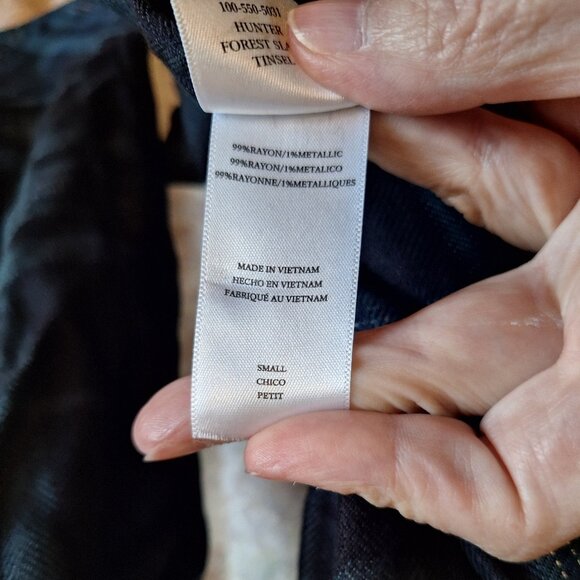 100-550-5031
HUNTER
FOREST
TINSEL
99%RAYON/1%METALLIC
99%RAYON/1%METALICO
99%RAYONNE/1%METALLIQUES
MADE IN VIETNAM
HECHO EN VIETNAM
FABRIQUÉ AU VIETNAM
SMALL
CHICO
PETIT